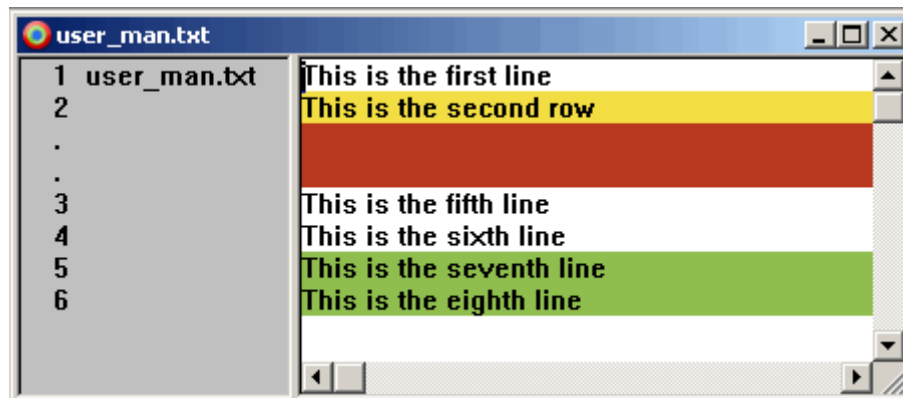 user_man.txt
1 user_man.txt This is the first line
2 This is the second row
.
.
3 This is the fifth line
4 This is the sixth line
5 This is the seventh line
6 This is the eighth line